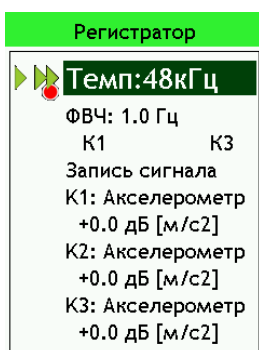 Регистратор
Темп:48кГц
ФВЧ: 1.0 Гц
К1 К3
Запись сигнала
К1: Акселерометр
+0.0 дБ [м/с2]
К2: Акселерометр
+0.0 дБ [м/с2]
К3: Акселерометр
+0.0 дБ [м/с2]